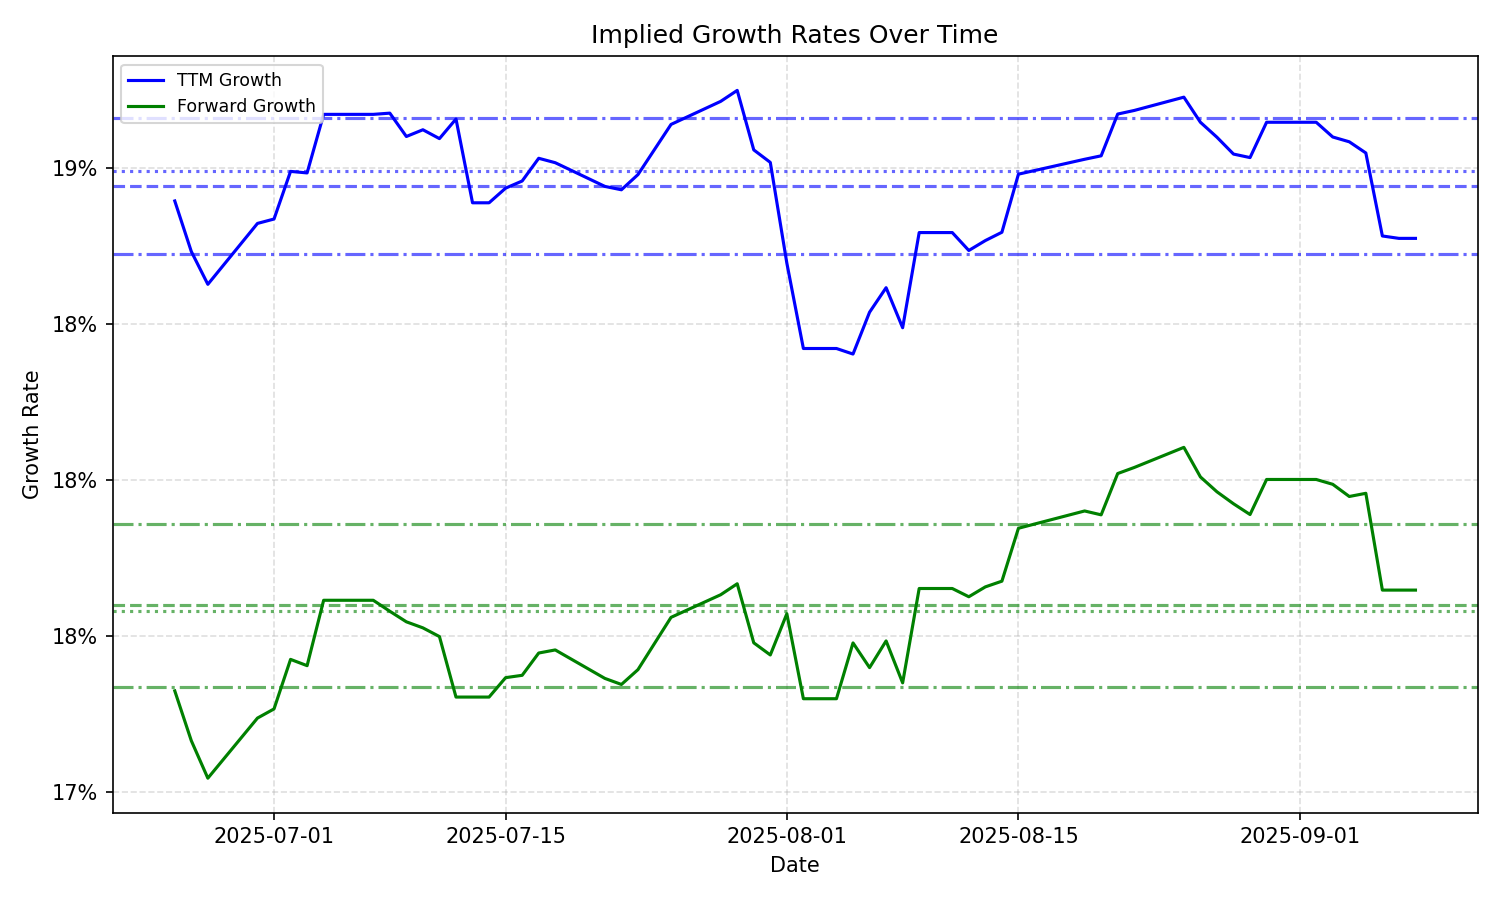 Implied Growth Rates Over Time
TTM Growth
Forward Growth
19%
18%
18%
18%
17%
Growth Rate
2025-07-01
2025-07-15
2025-08-01
2025-08-15
2025-09-01
Date